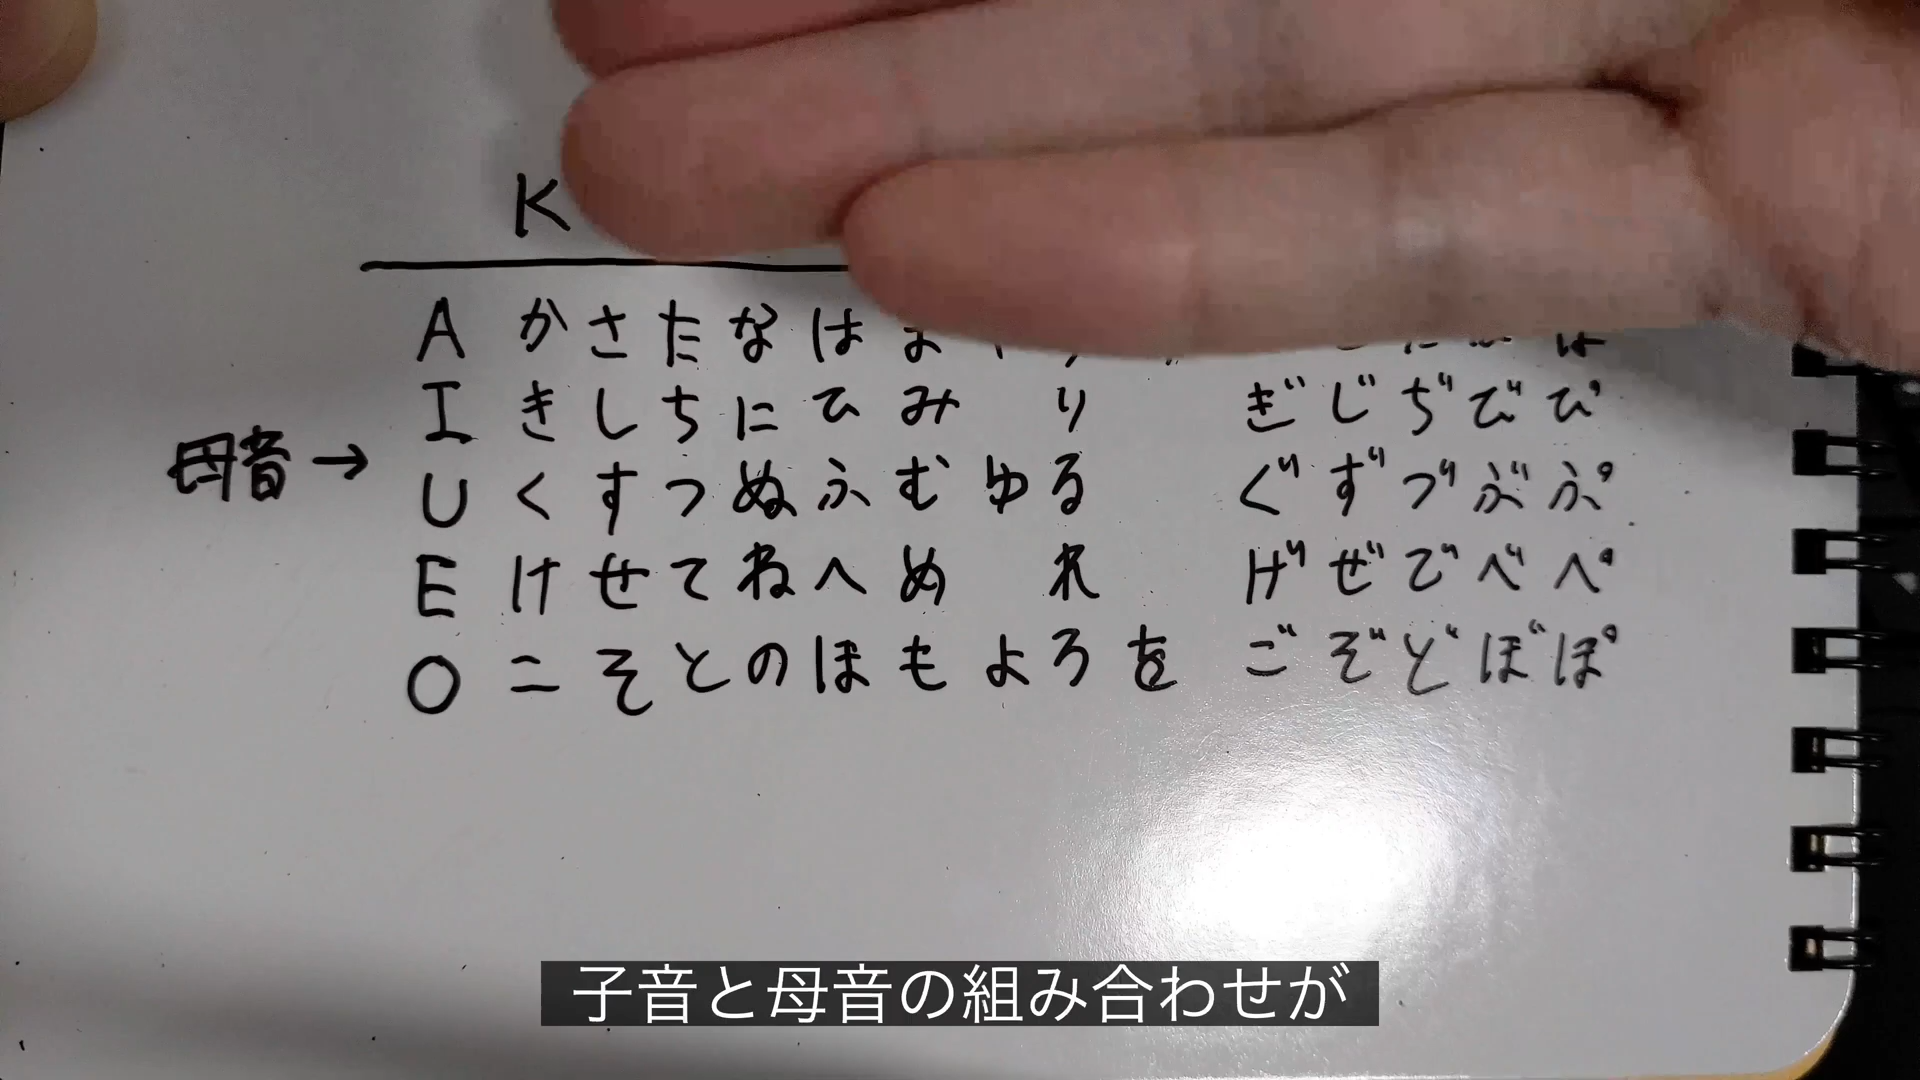 K
A かさたなはま
I きしちにひみ り ぎじぢびぴ
母音→
U くすつぬふむゆる ぐずづぶぷ
E けせてねへめ れ げぜでべぺ
O こそとのほもよろを ごぞどぼぽ
子音と母音の組み合わせが